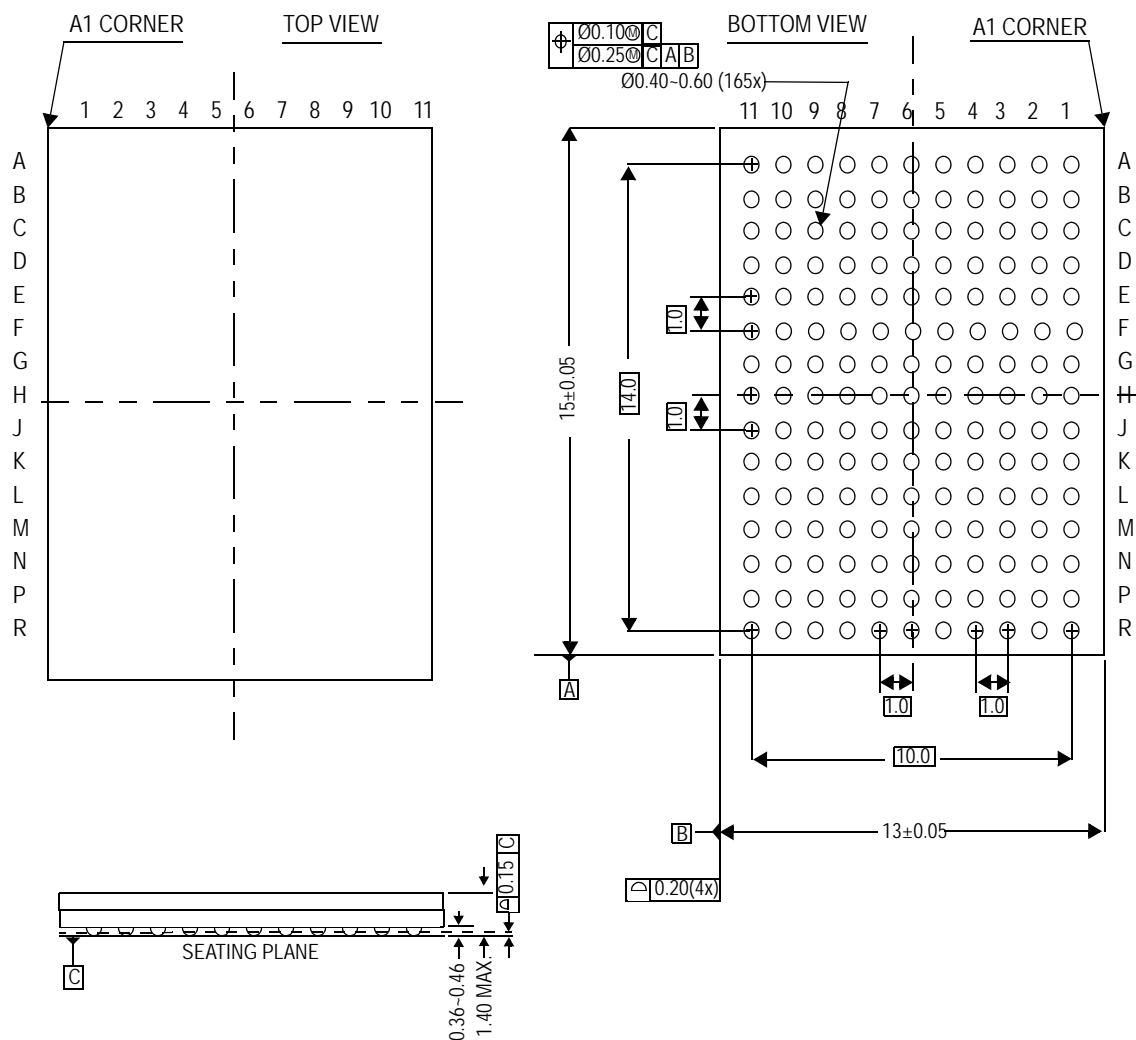 A1 CORNER
TOP VIEW
Ø0.10Ⓜ C
Ø0.25Ⓜ C A B
BOTTOM VIEW
A1 CORNER
Ø0.40~0.60 (165x)
1 2 3 4 5 6 7 8 9 10 11
11 10 9 8 7 6 5 4 3 2 1
A
B
C
D
E
F
G
H
J
K
L
M
N
P
R
A
B
C
D
E
F
G
H
J
K
L
M
N
P
R
15±0.05
14.0
1.0
1.0
A
1.0
1.0
10.0
B
13±0.05
0.20(4x)
0.15 C
SEATING PLANE
C
0.36~0.46
1.40 MAX.